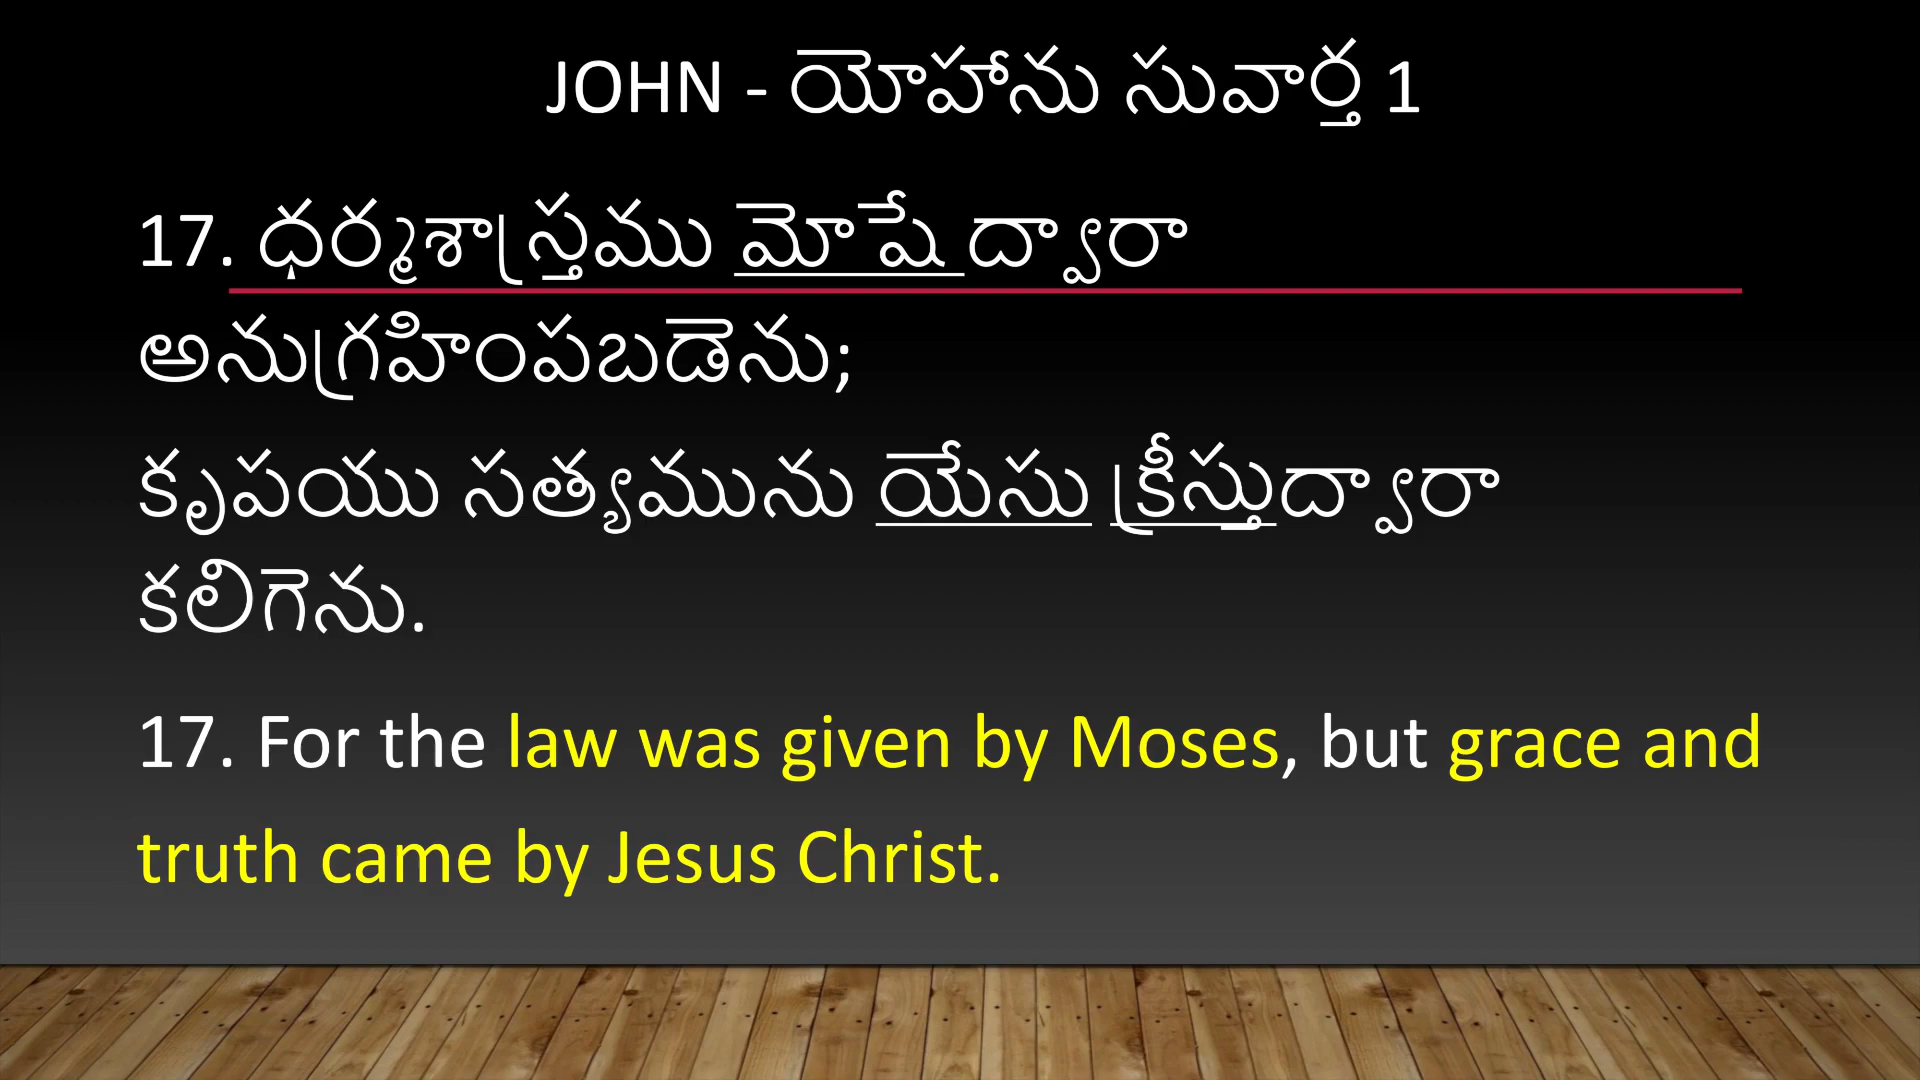 JOHN - యోహాను సువార్త 1
17. ధర్మశాస్త్రము మోషే ద్వారా
అనుగ్రహింపబడెను;
కృపయు సత్యమును యేసు క్రీస్తుద్వారా
కలిగెను.
17. For the law was given by Moses, but grace and
truth came by Jesus Christ.